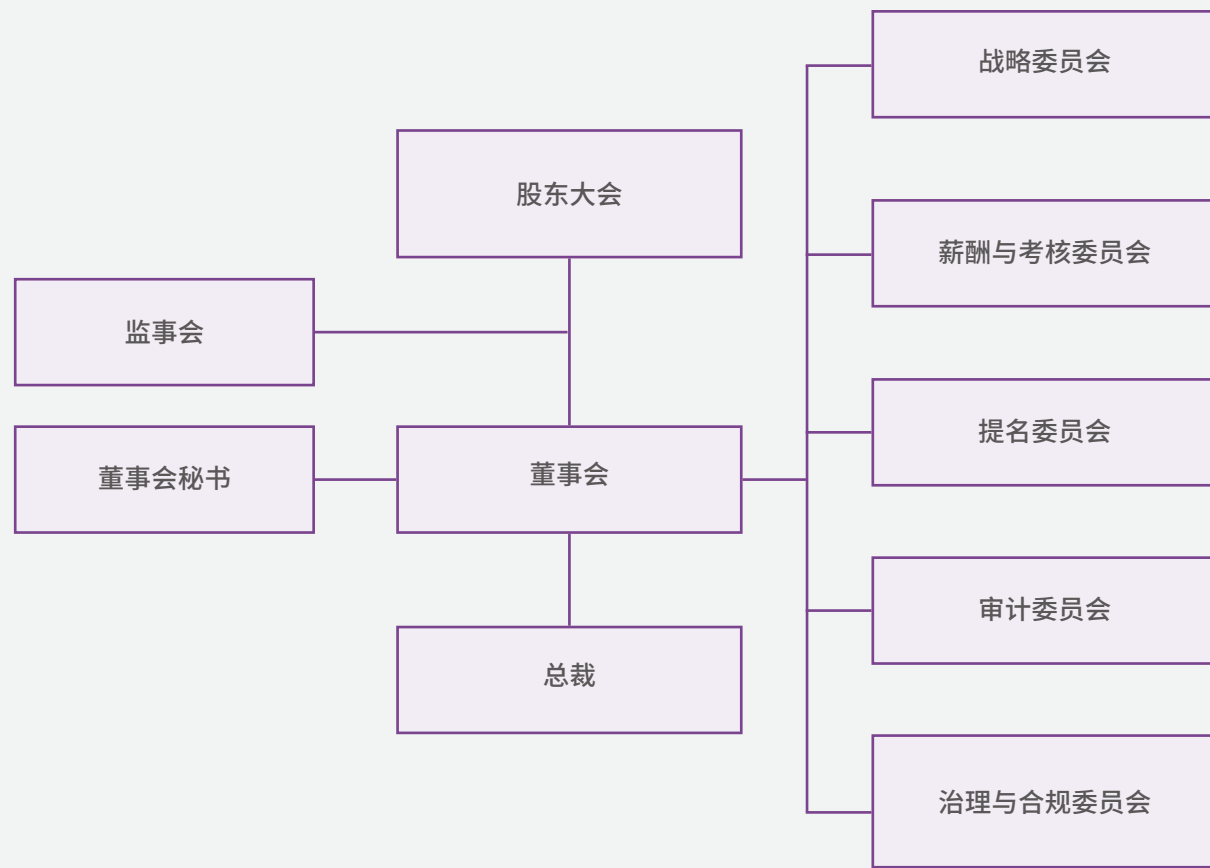 战略委员会
股东大会
薪酬与考核委员会
监事会
提名委员会
董事会秘书
董事会
审计委员会
总裁
治理与合规委员会